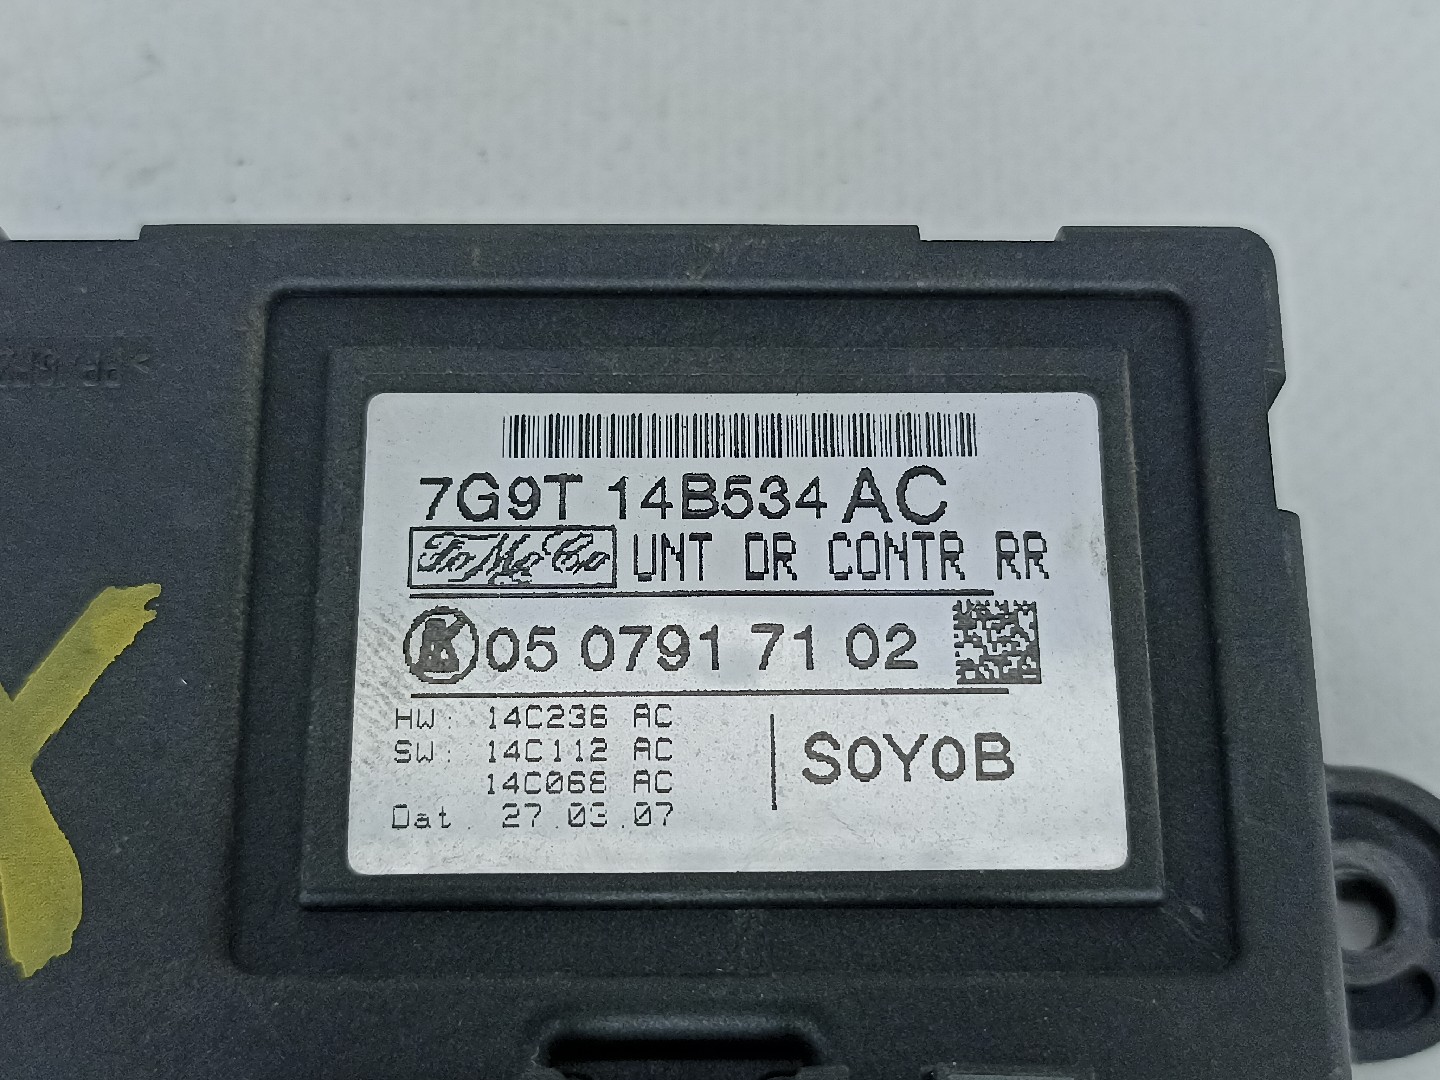 7G9T 14B534 AC
FoMoCo UNT DR CONTR RR
K 05 0791 71 02
HW: 14C236 AC
SW: 14C112 AC
14C068 AC
Dat. 27.03.07
S0Y0B